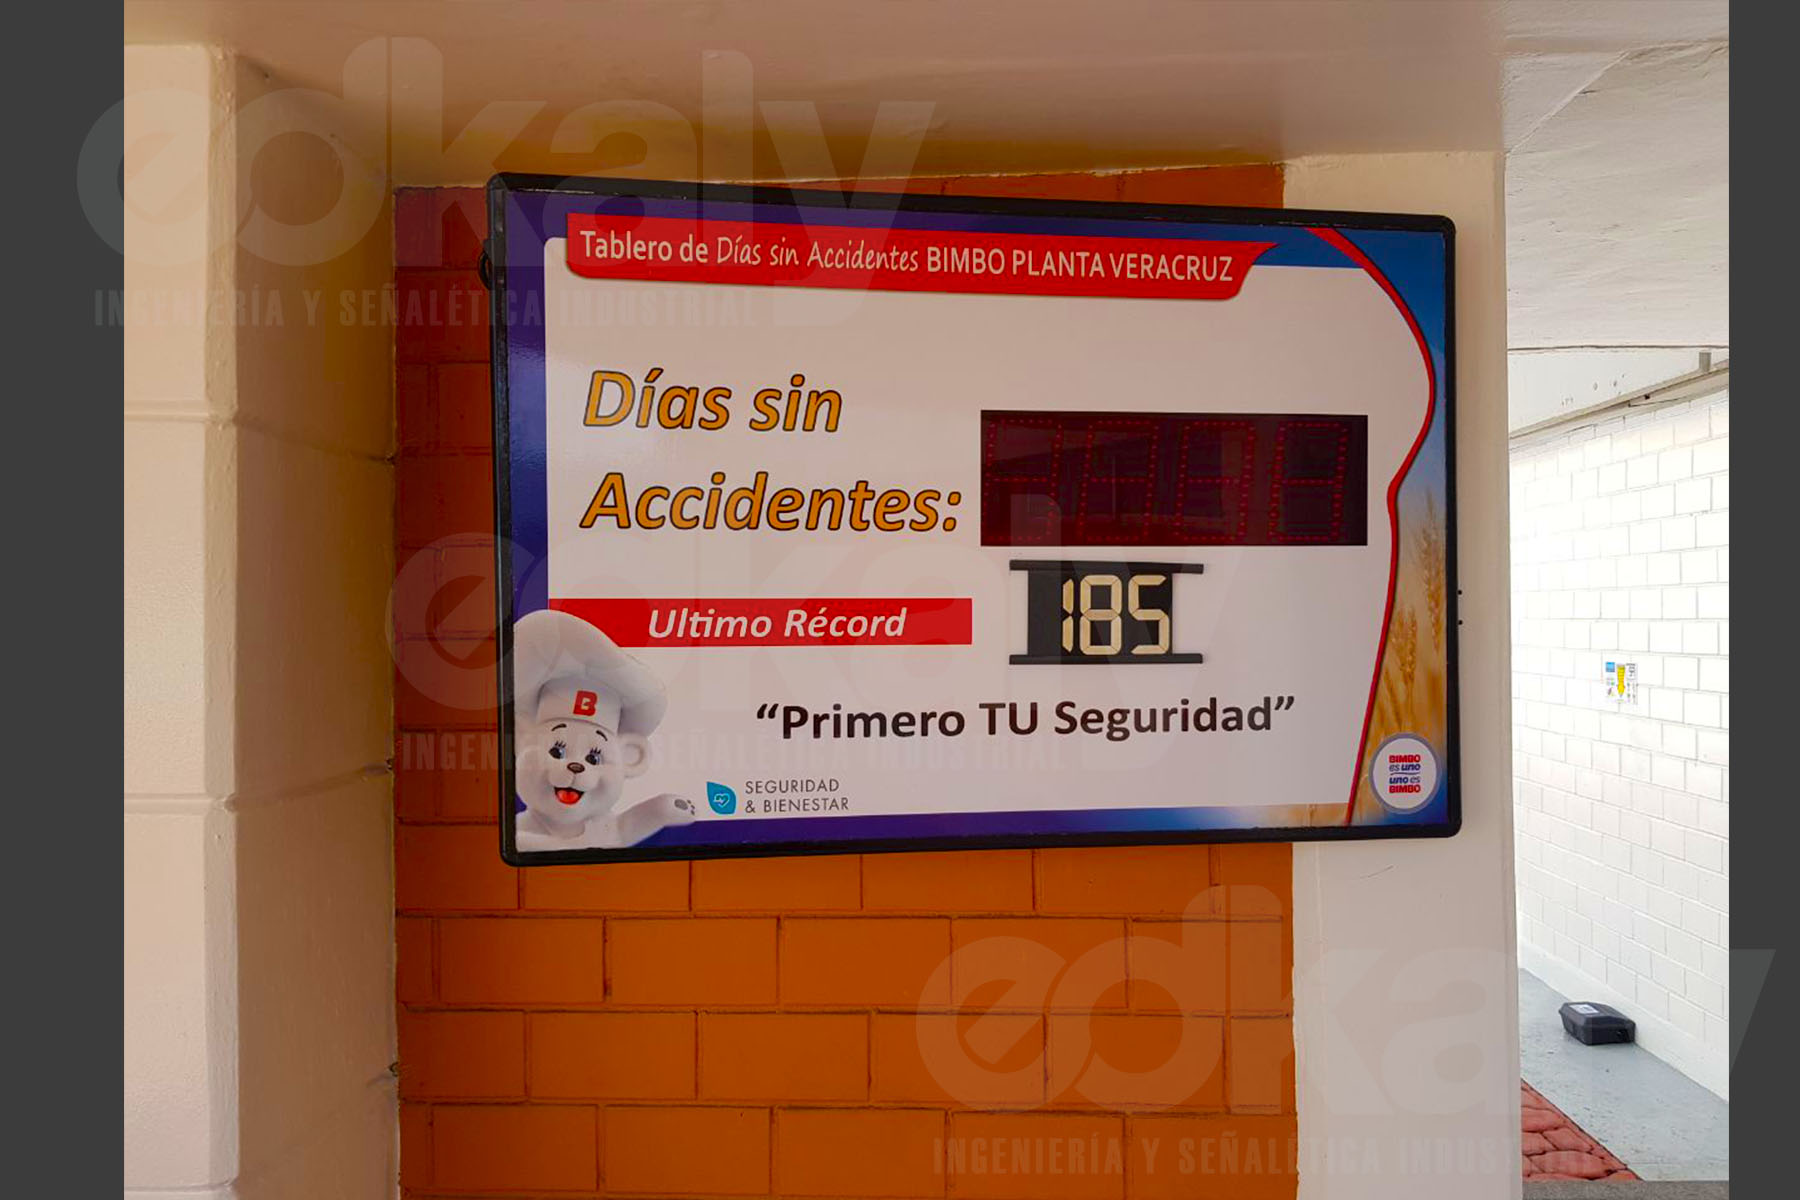 edkaly
INGENIERÍA Y SEÑALÉTICA INDUSTRIAL
Tablero de Días sin Accidentes BIMBO PLANTA VERACRUZ
Días sin
Accidentes:
185
Ultimo Récord
edkaly
INGENIERÍA Y SEÑALÉTICA INDUSTRIAL
B
"Primero TU Seguridad"
SEGURIDAD
& BIENESTAR
BIMBO
es uno
uno es
BIMBO
edkaly
INGENIERÍA Y SEÑALÉTICA INDUSTRIAL